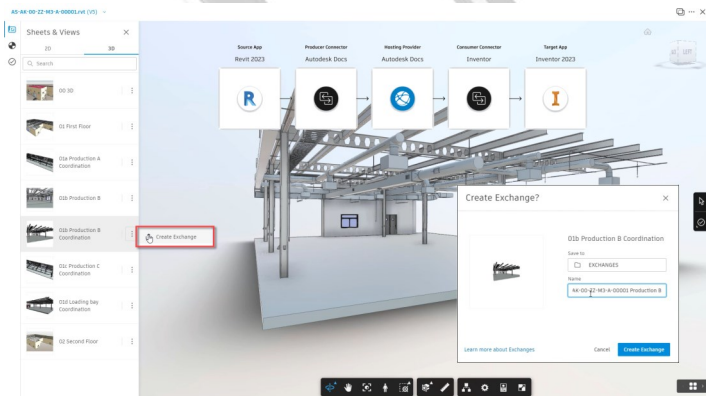 AS-AK-00-ZZ-M3-A-00001.rvt (V5)
Sheets & Views
2D
3D
Search
00 3D
01 First Floor
01a Production A
Coordination
01b Production B
01b Production B
Coordination
01c Production C
Coordination
01d Loading bay
Coordination
02 Second Floor
Create Exchange
Source App
Revit 2023
Producer Connector
Autodesk Docs
Hosting Provider
Autodesk Docs
Consumer Connector
Inventor
Target App
Inventor 2023
R
I
LEFT
Create Exchange?
01b Production B Coordination
Save to
EXCHANGES
Name
AK-00-ZZ-M3-A-00001 Production B
Learn more about Exchanges
Cancel
Create Exchange